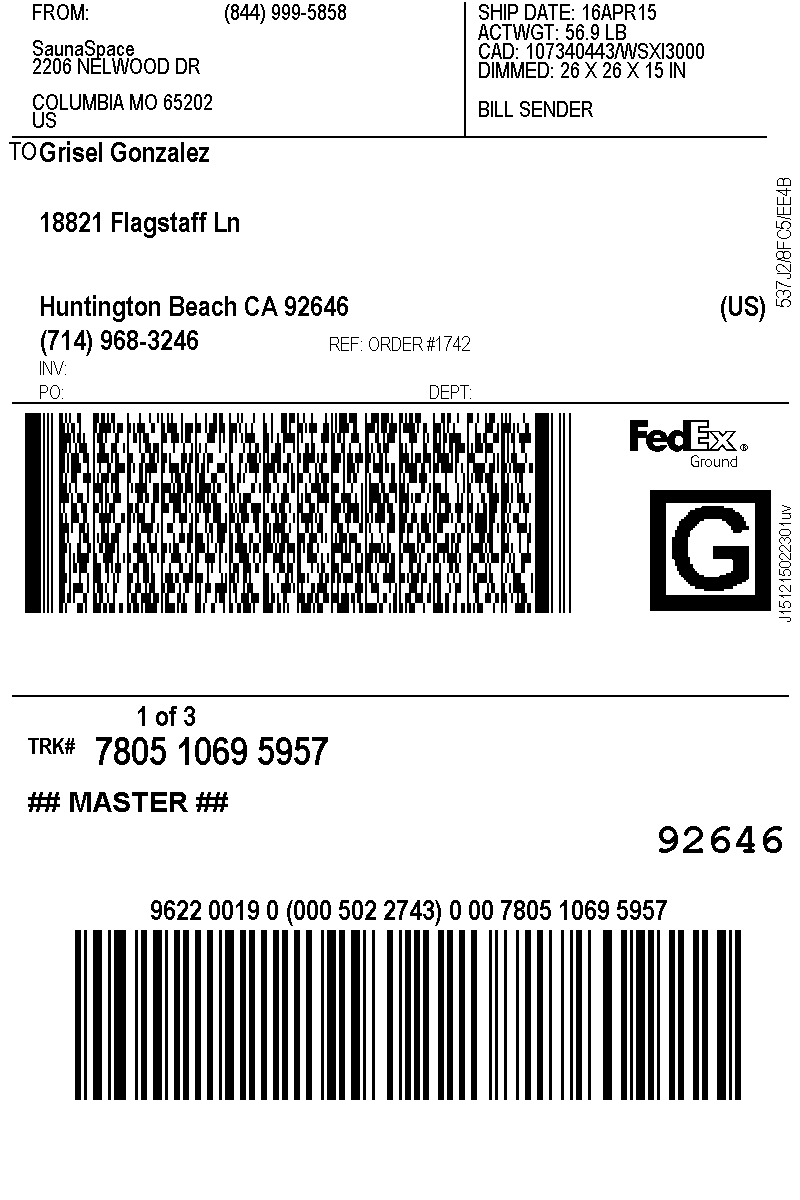 FROM: (844) 999-5858
SaunaSpace
2206 NELWOOD DR
COLUMBIA MO 65202
US
SHIP DATE: 16APR15
ACTWGT: 56.9 LB
CAD: 107340443/WSXI3000
DIMMED: 26 X 26 X 15 IN
BILL SENDER
TO Grisel Gonzalez
18821 Flagstaff Ln
Huntington Beach CA 92646 (US)
(714) 968-3246 REF: ORDER #1742
INV:
PO: DEPT:
537J2/8FC5/EE4B
FedEx®
Ground
G
J151215022301uv
1 of 3
TRK# 7805 1069 5957
## MASTER ##
92646
9622 0019 0 (000 502 2743) 0 00 7805 1069 5957